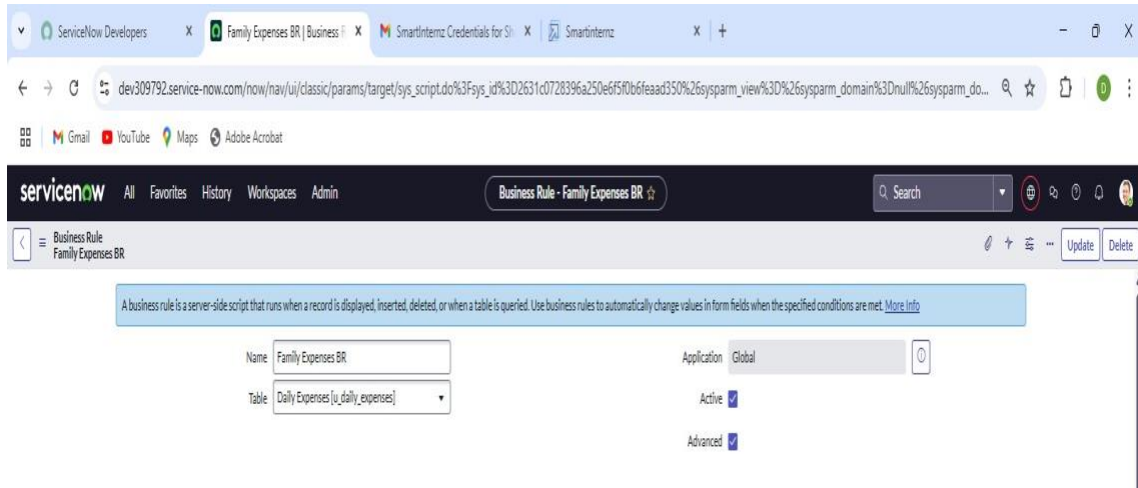 ServiceNow Developers X Family Expenses BR | Business R X SmartInternz Credentials for Sh X Smartinternz X +
dev309792.service-now.com/now/nav/ui/classic/params/target/sys_script.do%3Fsys_id%3D2631c0728396a250e6f5f0b6feaad350%26sysparm_view%3D%26sysparm_domain%3Dnull%26sysparm_do... D
Gmail YouTube Maps Adobe Acrobat
servicenow All Favorites History Workspaces Admin Business Rule - Family Expenses BR Search
Business Rule
Family Expenses BR Update Delete
A business rule is a server-side script that runs when a record is displayed, inserted, deleted, or when a table is queried. Use business rules to automatically change values in form fields when the specified conditions are met. More Info
Name Family Expenses BR Application Global
Table Daily Expenses [u_daily_expenses] Active
Advanced